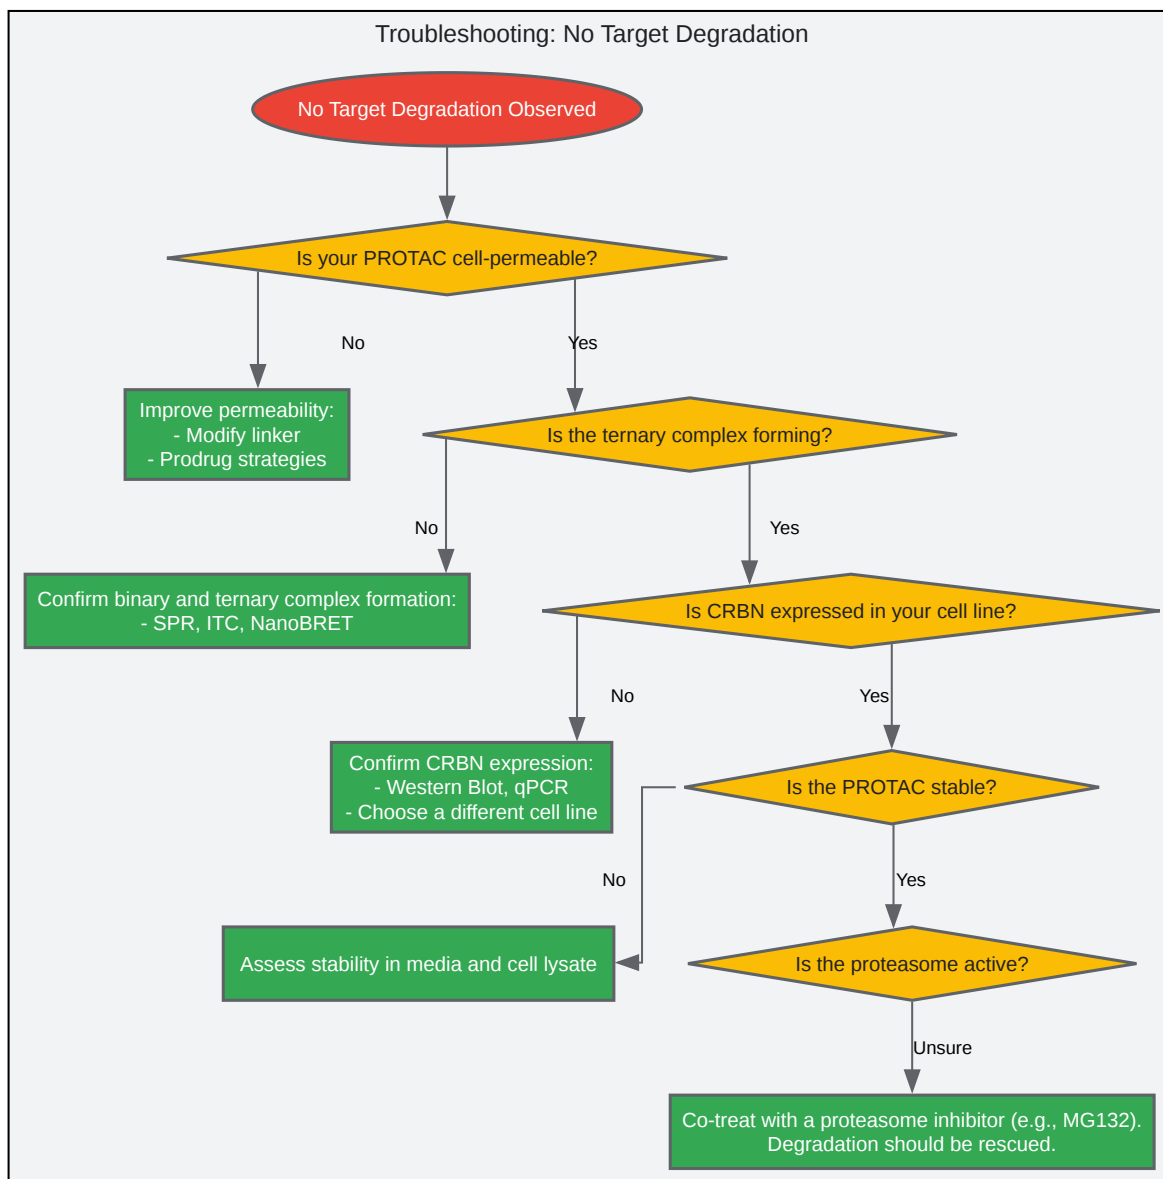 Troubleshooting: No Target Degradation
No Target Degradation Observed
Is your PROTAC cell-permeable?
No
Yes
Improve permeability:
- Modify linker
- Prodrug strategies
Is the ternary complex forming?
No
Yes
Confirm binary and ternary complex formation:
- SPR, ITC, NanoBRET
Is CRBN expressed in your cell line?
No
Yes
Confirm CRBN expression:
- Western Blot, qPCR
- Choose a different cell line
Is the PROTAC stable?
No
Yes
Assess stability in media and cell lysate
Is the proteasome active?
Unsure
Co-treat with a proteasome inhibitor (e.g., MG132).
Degradation should be rescued.